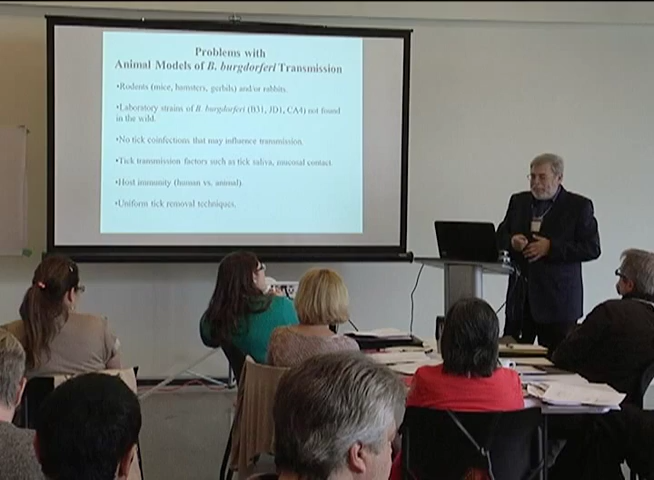 Problems with
Animal Models of B. burgdorferi Transmission
•Rodents (mice, hamsters, gerbils) and/or rabbits.
•Laboratory strains of B. burgdorferi (B31, JD1, CA4) not found
in the wild.
•No tick coinfections that may influence transmission.
•Tick transmission factors such as tick saliva, mucosal contact.
•Host immunity (human vs. animal)
•Uniform tick removal techniques.